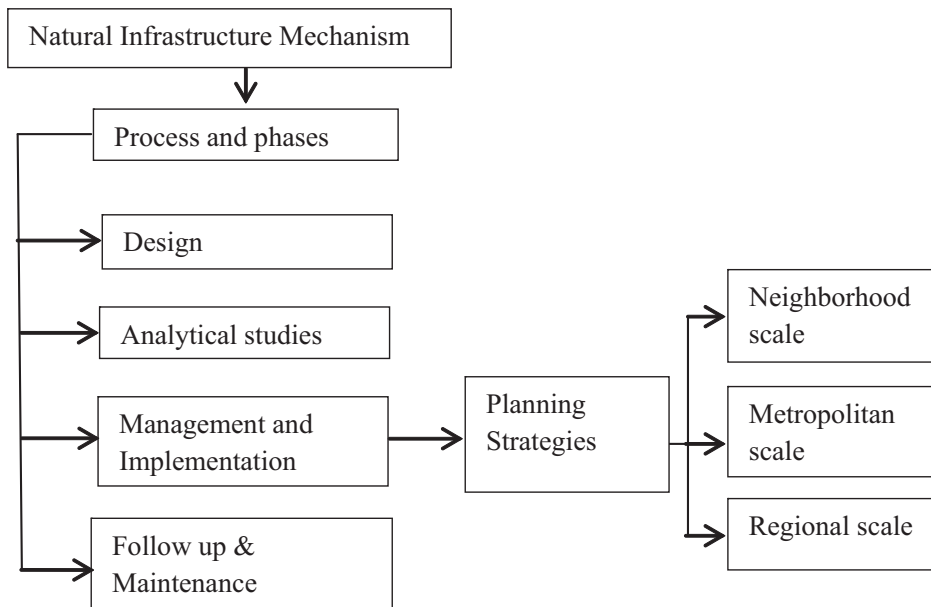 Natural Infrastructure Mechanism
Process and phases
Design
Analytical studies
Management and
Implementation
Follow up &
Maintenance
Planning
Strategies
Neighborhood
scale
Metropolitan
scale
Regional scale